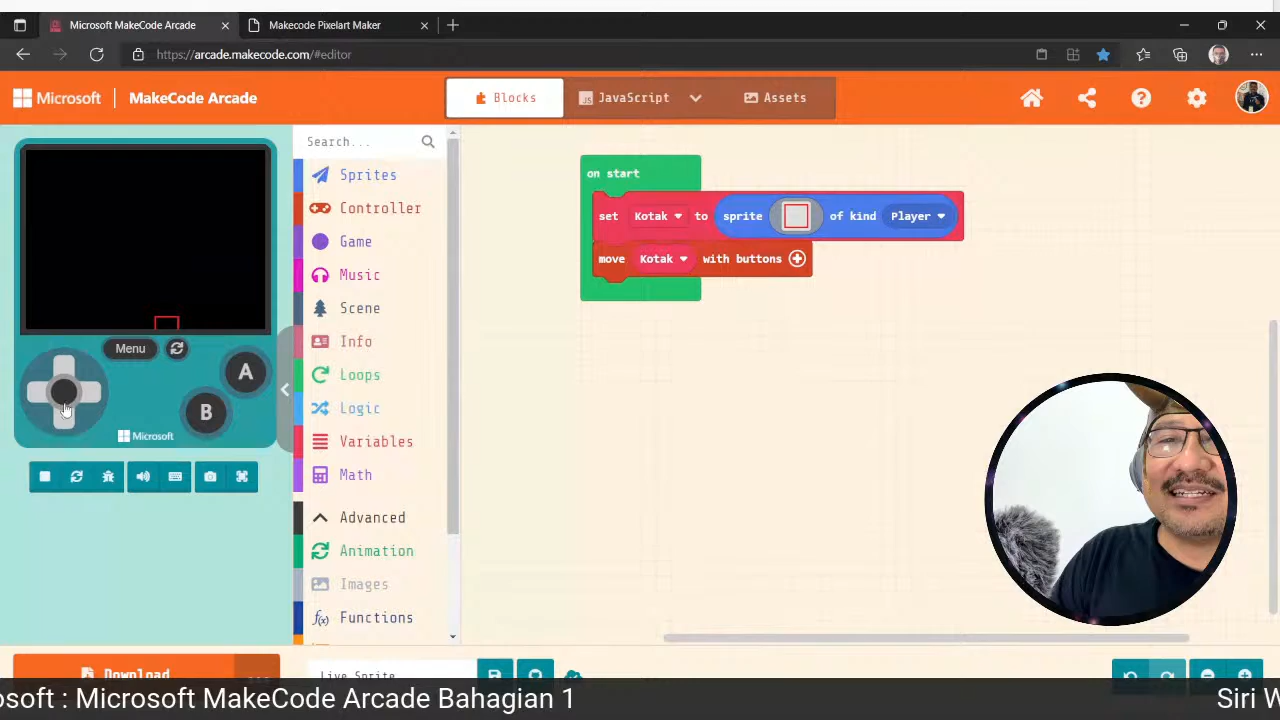 Microsoft MakeCode Arcade
Makecode Pixelart Maker
https://arcade.makecode.com/#editor
Microsoft
MakeCode Arcade
Blocks
JavaScript
Assets
Menu
A
B
Microsoft
Search...
Sprites
Controller
Game
Music
Scene
Info
Loops
Logic
Variables
Math
Advanced
Animation
Images
Functions
on start
set Kotak to sprite of kind Player
move Kotak with buttons
Download
Live Sprite
osoft : Microsoft MakeCode Arcade Bahagian 1
Siri W